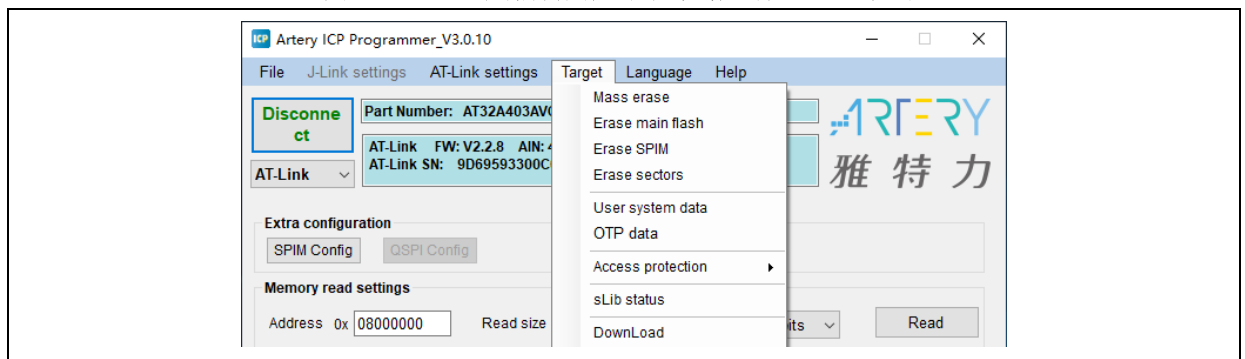 ICP Artery ICP Programmer_V3.0.10
File J-Link settings AT-Link settings Target Language Help
Disconne
ct
Part Number: AT32A403AV
AT-Link FW: V2.2.8 AIN:
AT-Link SN: 9D69593300C
AT-Link
Mass erase
Erase main flash
Erase SPIM
Erase sectors
User system data
OTP data
Access protection
sLib status
DownLoad
ARTERY
雅特力
Extra configuration
SPIM Config QSPI Config
Memory read settings
Address 0x 08000000 Read size its Read